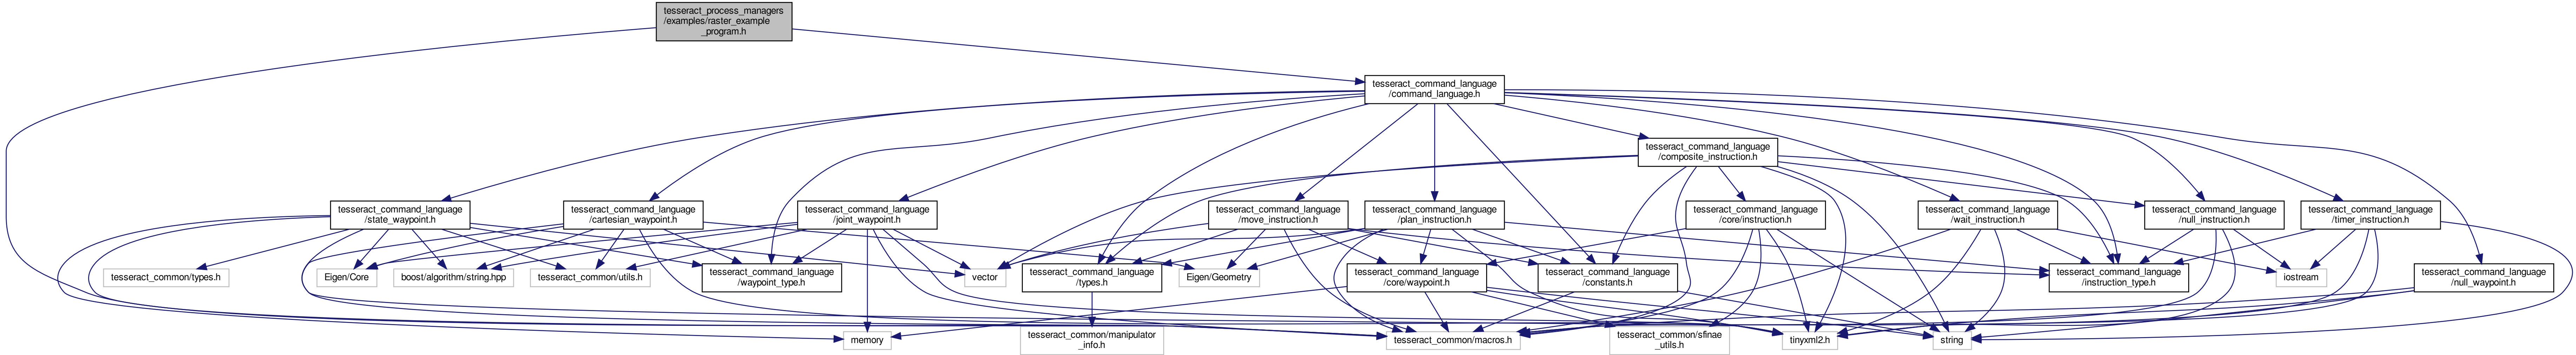 tesseract_process_managers
/examples/raster_example
_program.h
tesseract_command_language
/command_language.h
tesseract_command_language
/composite_instruction.h
tesseract_command_language
/state_waypoint.h
tesseract_command_language
/cartesian_waypoint.h
tesseract_command_language
/joint_waypoint.h
tesseract_command_language
/move_instruction.h
tesseract_command_language
/plan_instruction.h
tesseract_command_language
/core/instruction.h
tesseract_command_language
/wait_instruction.h
tesseract_command_language
/null_instruction.h
tesseract_command_language
/timer_instruction.h
tesseract_common/types.h
Eigen/Core
boost/algorithm/string.hpp
tesseract_common/utils.h
tesseract_command_language
/waypoint_type.h
vector
tesseract_command_language
/types.h
Eigen/Geometry
tesseract_command_language
/core/waypoint.h
tesseract_command_language
/constants.h
tesseract_command_language
/instruction_type.h
iostream
tesseract_command_language
/null_waypoint.h
memory
tesseract_common/manipulator
_info.h
tesseract_common/macros.h
tesseract_common/sfinae
_utils.h
tinyxml2.h
string